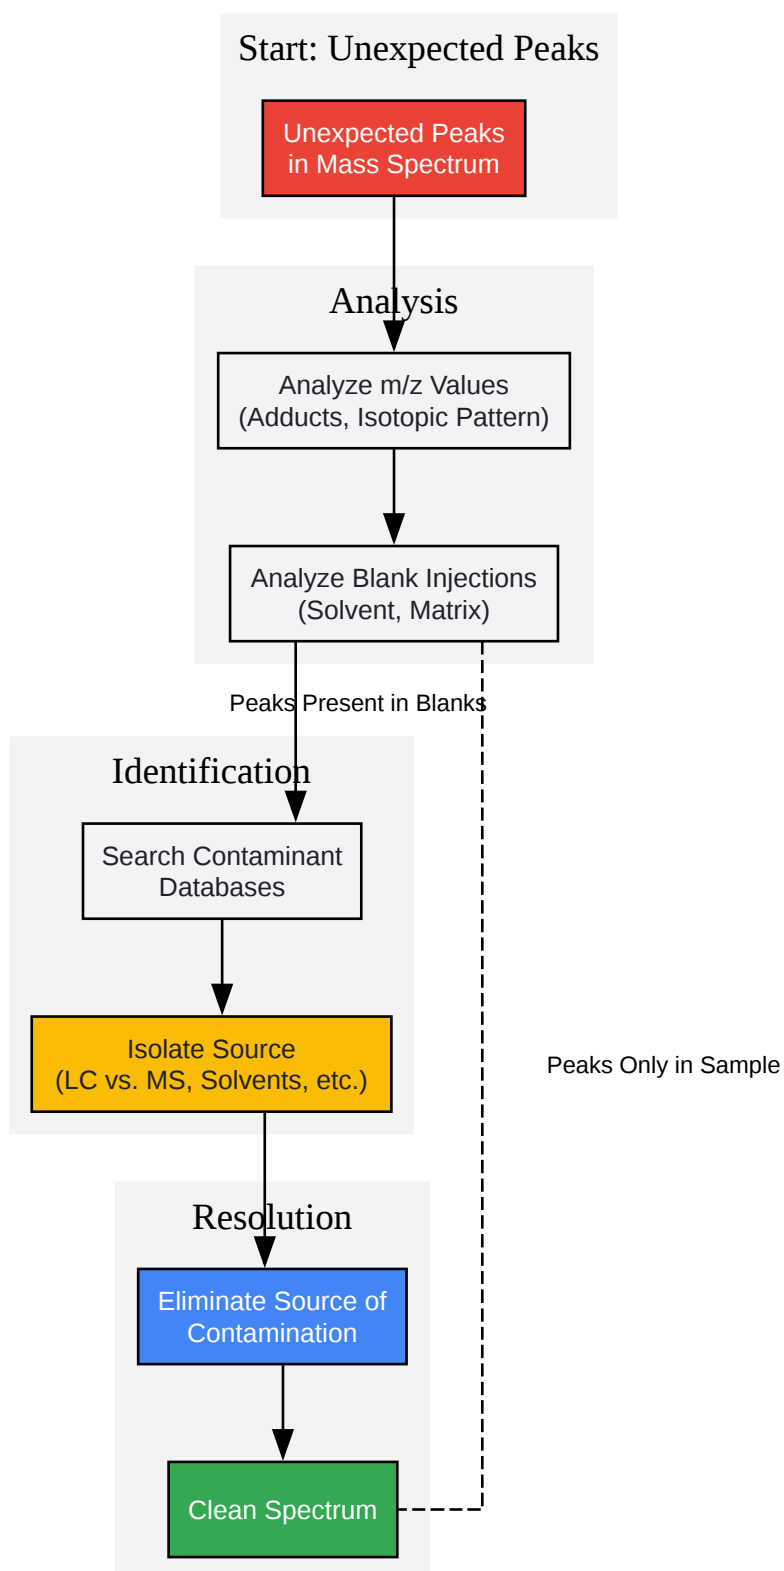 Start: Unexpected Peaks
Unexpected Peaks
in Mass Spectrum
Analysis
Analyze m/z Values
(Adducts, Isotopic Pattern)
Analyze Blank Injections
(Solvent, Matrix)
Peaks Present in Blanks
Identification
Search Contaminant
Databases
Isolate Source
(LC vs. MS, Solvents, etc.)
Peaks Only in Sample
Resolution
Eliminate Source of
Contamination
Clean Spectrum